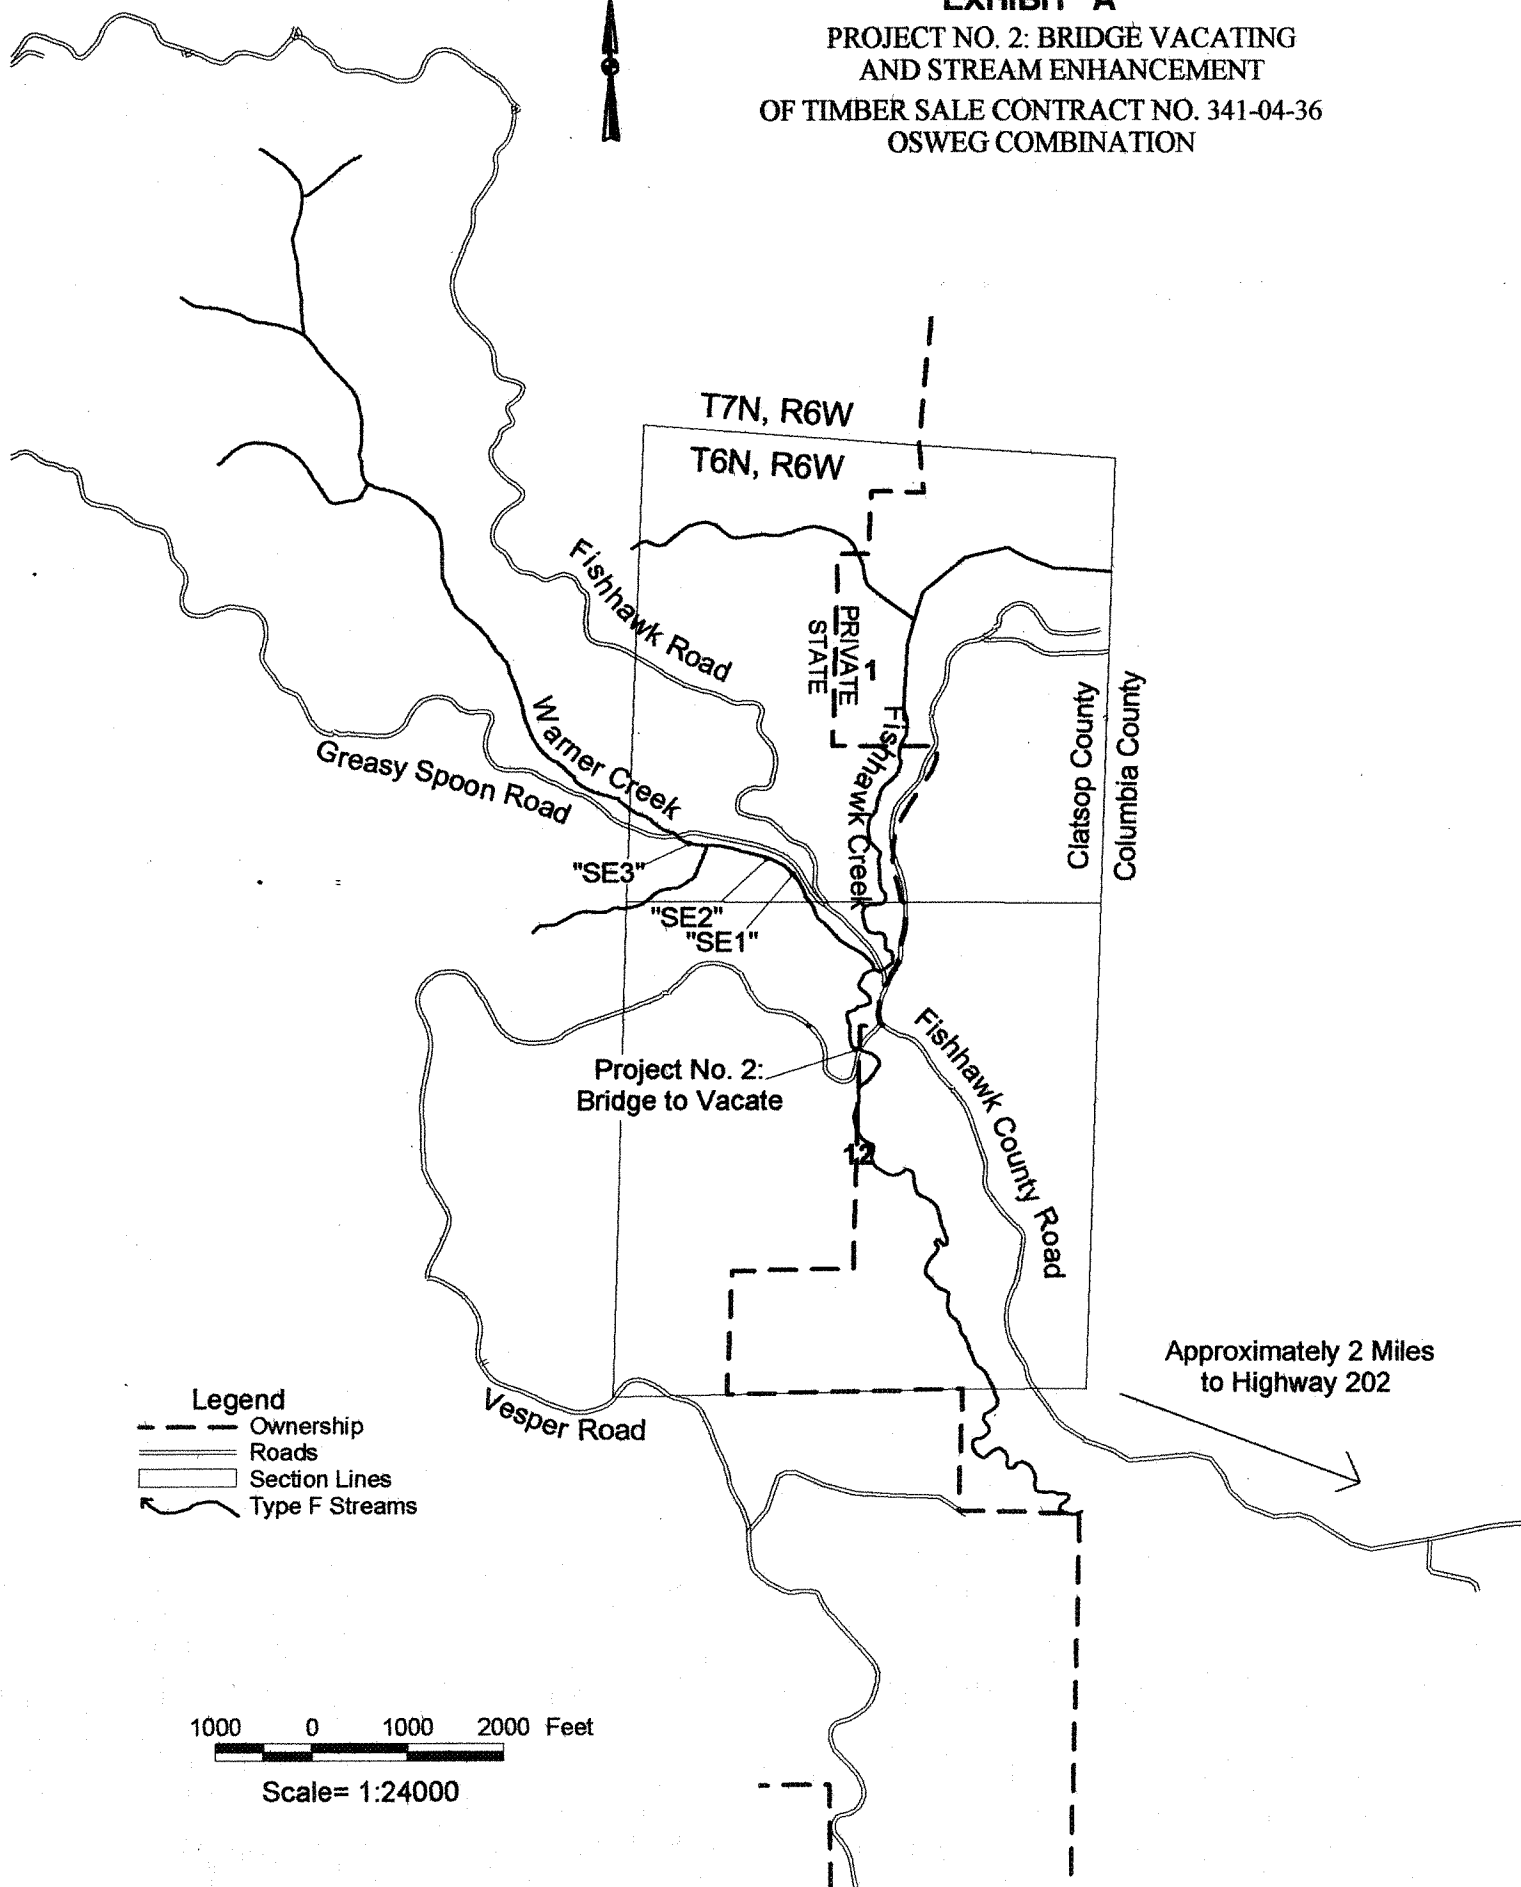 EXHIBIT "A"
PROJECT NO. 2: BRIDGE VACATING
AND STREAM ENHANCEMENT
OF TIMBER SALE CONTRACT NO. 341-04-36
OSWEG COMBINATION
T7N, R6W
T6N, R6W
Fishhawk Road
PRIVATE
STATE
1
Fishhawk Creek
Warner Creek
Greasy Spoon Road
Clatsop County
Columbia County
"SE3"
"SE2"
"SE1"
Project No. 2:
Bridge to Vacate
Fishhawk County Road
12
Approximately 2 Miles
to Highway 202
Vesper Road
Legend
Ownership
Roads
Section Lines
Type F Streams
1000 0 1000 2000 Feet
Scale= 1:24000